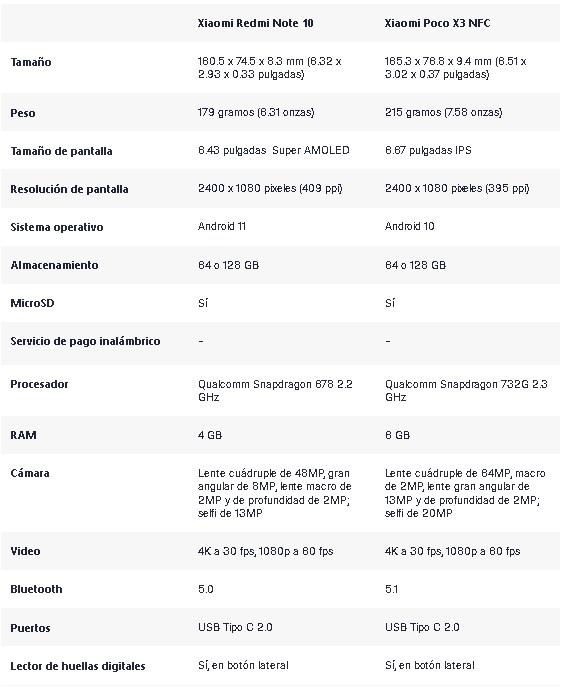 Xiaomi Redmi Note 10 Xiaomi Poco X3 NFC
Tamaño 160.5 x 74.5 x 8.3 mm (6.32 x 165.3 x 76.8 x 9.4 mm (6.51 x
2.93 x 0.33 pulgadas) 3.02 x 0.37 pulgadas)
Peso 179 gramos (6.31 onzas) 215 gramos (7.58 onzas)
Tamaño de pantalla 6.43 pulgadas Super AMOLED 6.67 pulgadas IPS
Resolución de pantalla 2400 x 1080 pixeles (409 ppi) 2400 x 1080 pixeles (395 ppi)
Sistema operativo Android 11 Android 10
Almacenamiento 64 o 128 GB 64 o 128 GB
MicroSD Sí Sí
Servicio de pago inalámbrico – –
Procesador Qualcomm Snapdragon 678 2.2 Qualcomm Snapdragon 732G 2.3
GHz GHz
RAM 4 GB 6 GB
Cámara Lente cuádruple de 48MP, gran Lente cuádruple de 64MP, macro
angular de 8MP, lente macro de de 2MP, lente gran angular de
2MP y de profundidad de 2MP; 13MP y de profundidad de 2MP;
selfi de 13MP selfi de 20MP
Video 4K a 30 fps, 1080p a 60 fps 4K a 30 fps, 1080p a 60 fps
Bluetooth 5.0 5.1
Puertos USB Tipo C 2.0 USB Tipo C 2.0
Lector de huellas digitales Sí, en botón lateral Sí, en botón lateral